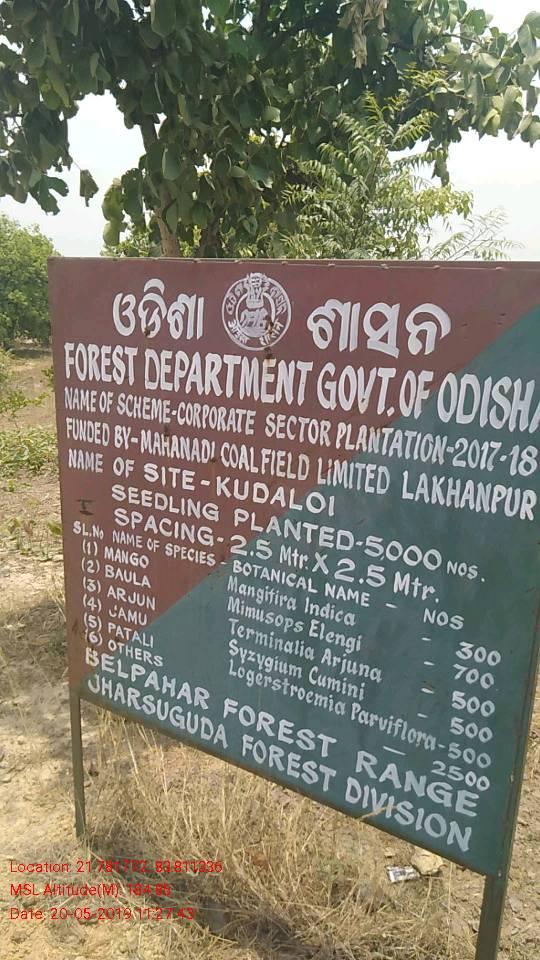 ଓଡିଶା ଶାସନ
FOREST DEPARTMENT GOVT. OF ODISHA
NAME OF SCHEME-CORPORATE SECTOR PLANTATION-2017-18
FUNDED BY-MAHANADI COALFIELD LIMITED LAKHANPUR
NAME OF SITE-KUDALOI
SEEDLING PLANTED-5000 NOS.
SPACING-2.5 Mtr X 2.5 Mtr.
SL.No NAME OF SPECIES - BOTANICAL NAME - NOS
(1) MANGO Mangitira Indica - 300
(2) BAULA Mimusops Elengi - 700
(3) ARJUN Terminalia Arjuna - 500
(4) JAMU Syzygium Cumini - 500
(5) PATALI Logerstroemia Parviflora - 500
(6) OTHERS — 2500
BELPAHAR FOREST RANGE
JHARSUGUDA FOREST DIVISION
Location: 21.781772, 83.811336
MSL Altitude(M): 184.65
Date: 20-05-2019 11:27:43